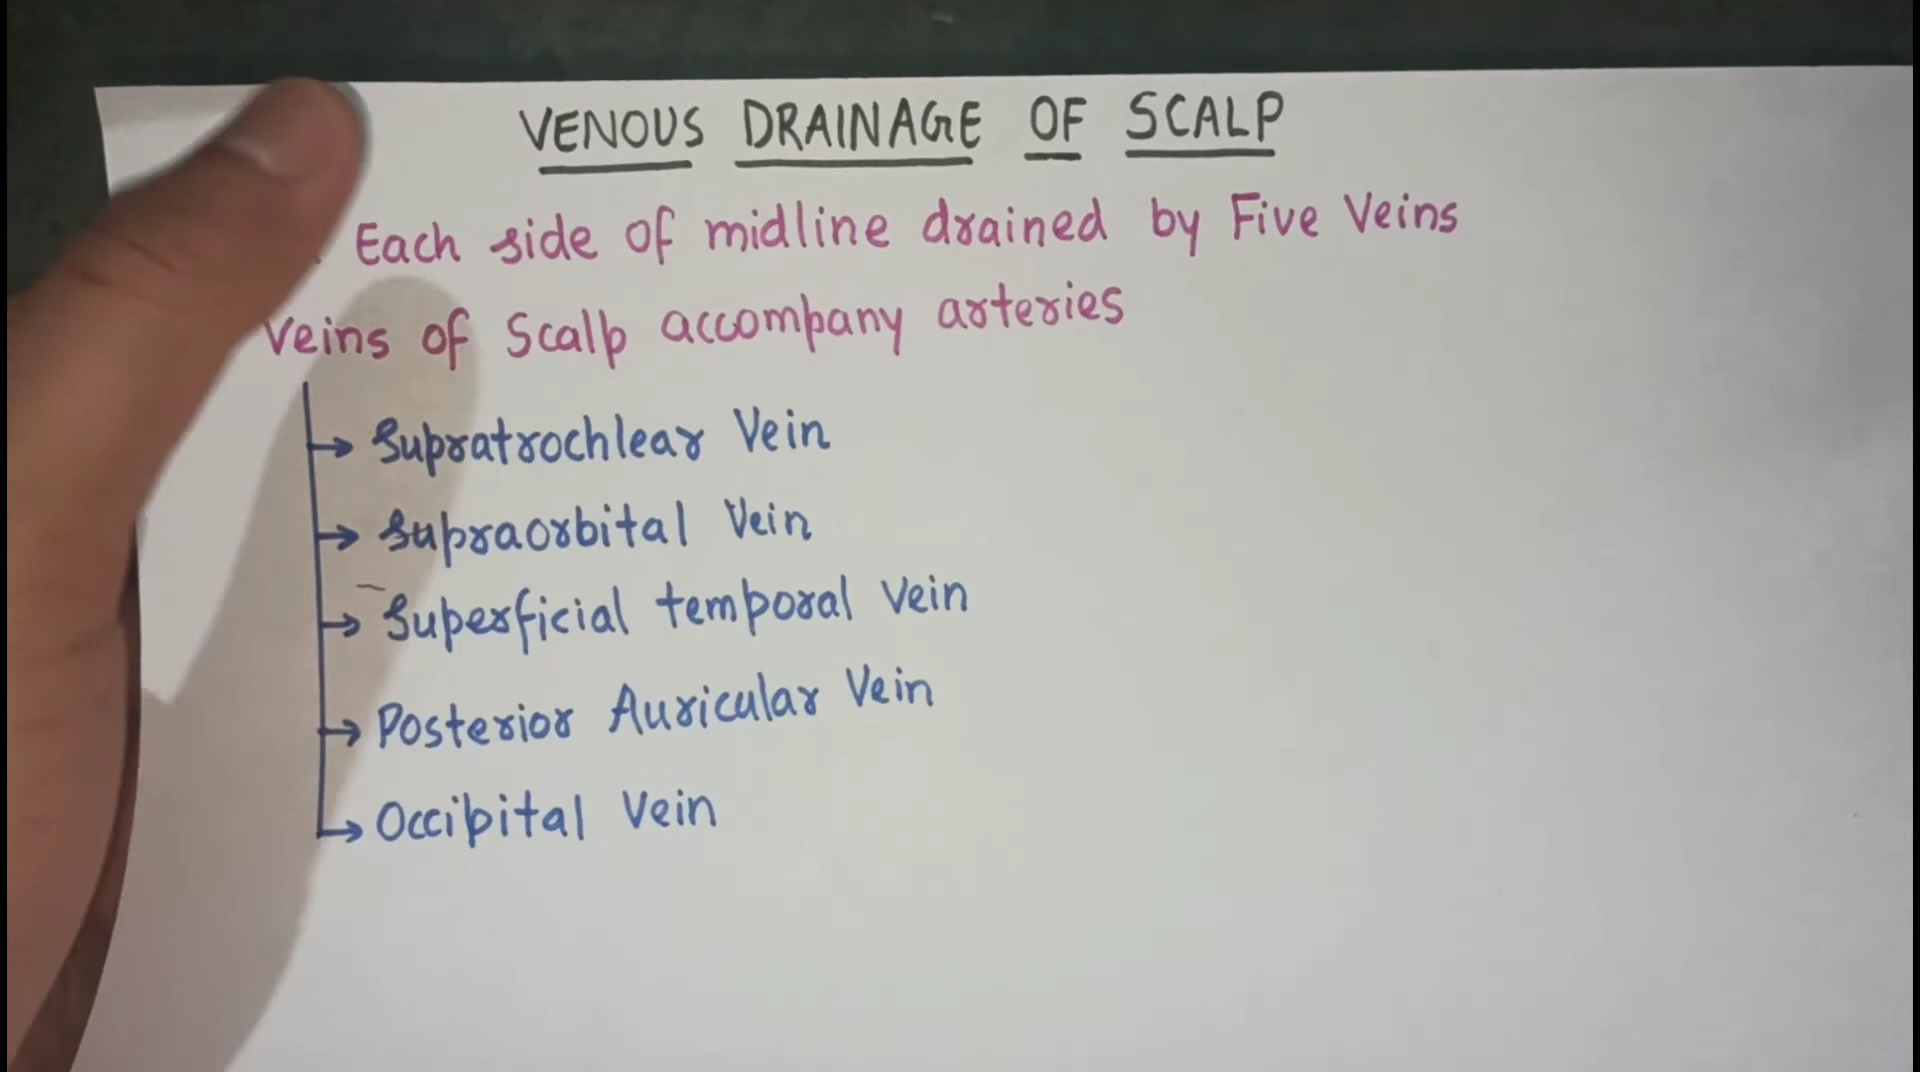 VENOUS DRAINAGE OF SCALP
Each side of midline drained by Five Veins
Veins of Scalp accompany arteries
→ Supratrochlear Vein
→ Supraorbital Vein
→ Superficial temporal Vein
→ Posterior Auricular Vein
→ Occipital Vein